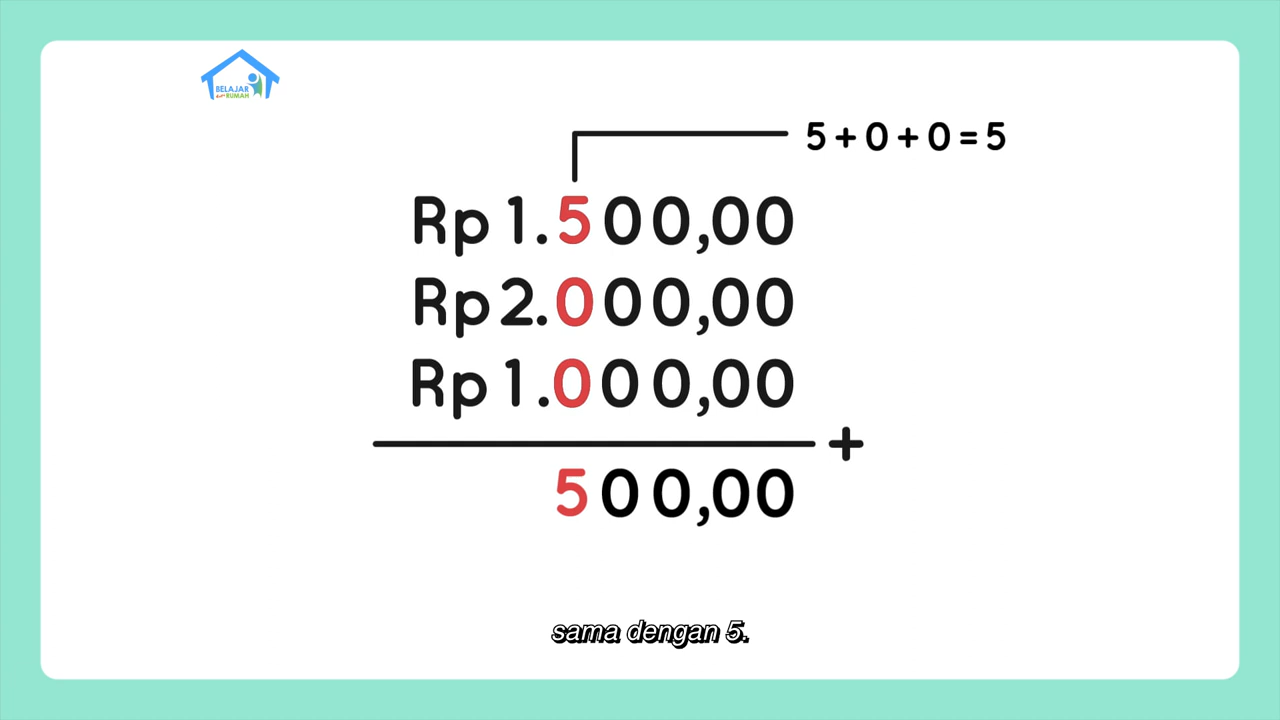 BELAJAR
dari RUMAH
5+0+0=5
Rp 1.500,00
Rp 2.000,00
Rp 1.000,00
+
500,00
sama dengan 5.